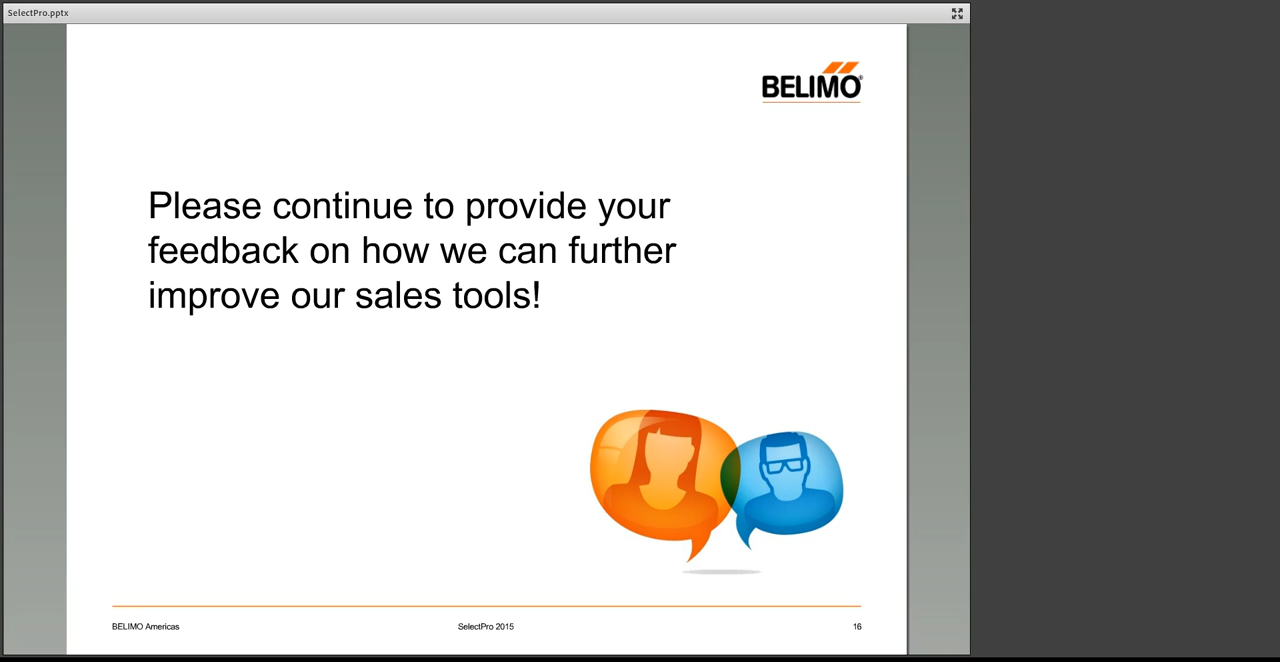 SelectPro.pptx
BELIMO®
Please continue to provide your
feedback on how we can further
improve our sales tools!
BELIMO Americas
SelectPro 2015
16